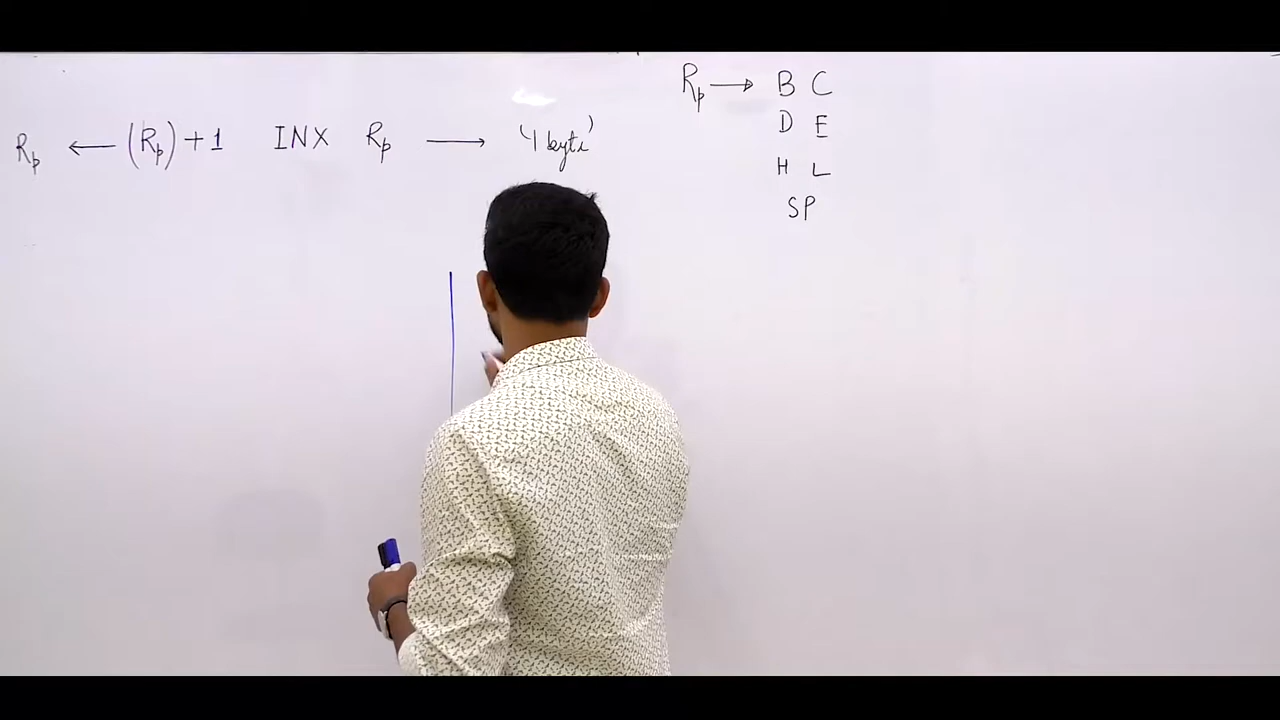 Rp ← (Rp) + 1 INX Rp → '1 byte'
Rp → B C
D E
H L
SP